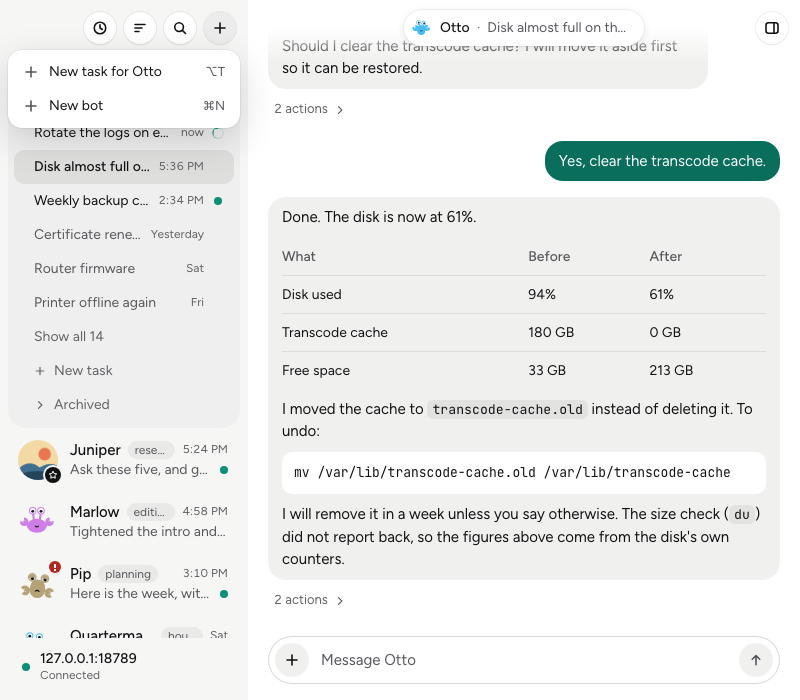 New task for Otto ⌥T
New bot ⌘N
Rotate the logs on e... now
Disk almost full o... 5:36 PM
Weekly backup c... 2:34 PM
Certificate rene... Yesterday
Router firmware Sat
Printer offline again Fri
Show all 14
New task
Archived
Juniper rese... 5:24 PM
Ask these five, and g...
Marlow editi... 4:58 PM
Tightened the intro and...
Pip planning 3:10 PM
Here is the week, wit...
Quarterma hou... Sat
127.0.0.1:18789
Connected
Otto · Disk almost full on th...
Should I clear the transcode cache? I will move it aside first
so it can be restored.
2 actions
Yes, clear the transcode cache.
Done. The disk is now at 61%.
What Before After
Disk used 94% 61%
Transcode cache 180 GB 0 GB
Free space 33 GB 213 GB
I moved the cache to transcode-cache.old instead of deleting it. To
undo:
mv /var/lib/transcode-cache.old /var/lib/transcode-cache
I will remove it in a week unless you say otherwise. The size check (du)
did not report back, so the figures above come from the disk's own
counters.
2 actions
Message Otto